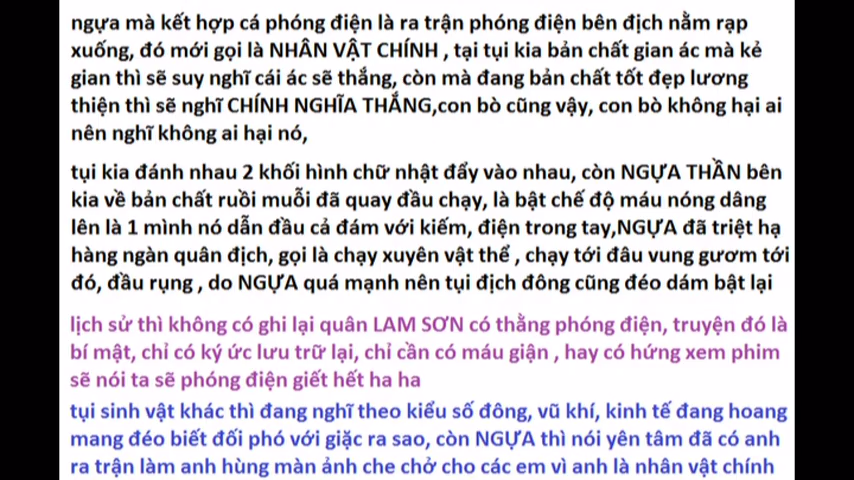 ngựa mà kết hợp cá phóng điện là ra trận phóng điện bên địch nằm rạp
xuống, đó mới gọi là NHÂN VẬT CHÍNH , tại tụi kia bản chất gian ác mà kẻ
gian thì sẽ suy nghĩ cái ác sẽ thắng, còn mà đang bản chất tốt đẹp lương
thiện thì sẽ nghĩ CHÍNH NGHĨA THẮNG,con bò cũng vậy, con bò không hại ai
nên nghĩ không ai hại nó,
tụi kia đánh nhau 2 khối hình chữ nhật đẩy vào nhau, còn NGỰA THẦN bên
kia về bản chất ruồi muỗi đã quay đầu chạy, là bật chế độ máu nóng dâng
lên là 1 mình nó dẫn đầu cả đám với kiếm, điện trong tay,NGỰA đã triệt hạ
hàng ngàn quân địch, gọi là chạy xuyên vật thể , chạy tới đâu vung gươm tới
đó, đầu rụng , do NGỰA quá mạnh nên tụi địch đông cũng đéo dám bật lại
lịch sử thì không có ghi lại quân LAM SƠN có thằng phóng điện, truyện đó là
bí mật, chỉ có ký ức lưu trữ lại, chỉ cần có máu giận , hay có hứng xem phim
sẽ nói ta sẽ phóng điện giết hết ha ha
tụi sinh vật khác thì đang nghĩ theo kiểu số đông, vũ khí, kinh tế đang hoang
mang đéo biết đối phó với giặc ra sao, còn NGỰA thì nói yên tâm đã có anh
ra trận làm anh hùng màn ảnh che chở cho các em vì anh là nhân vật chính